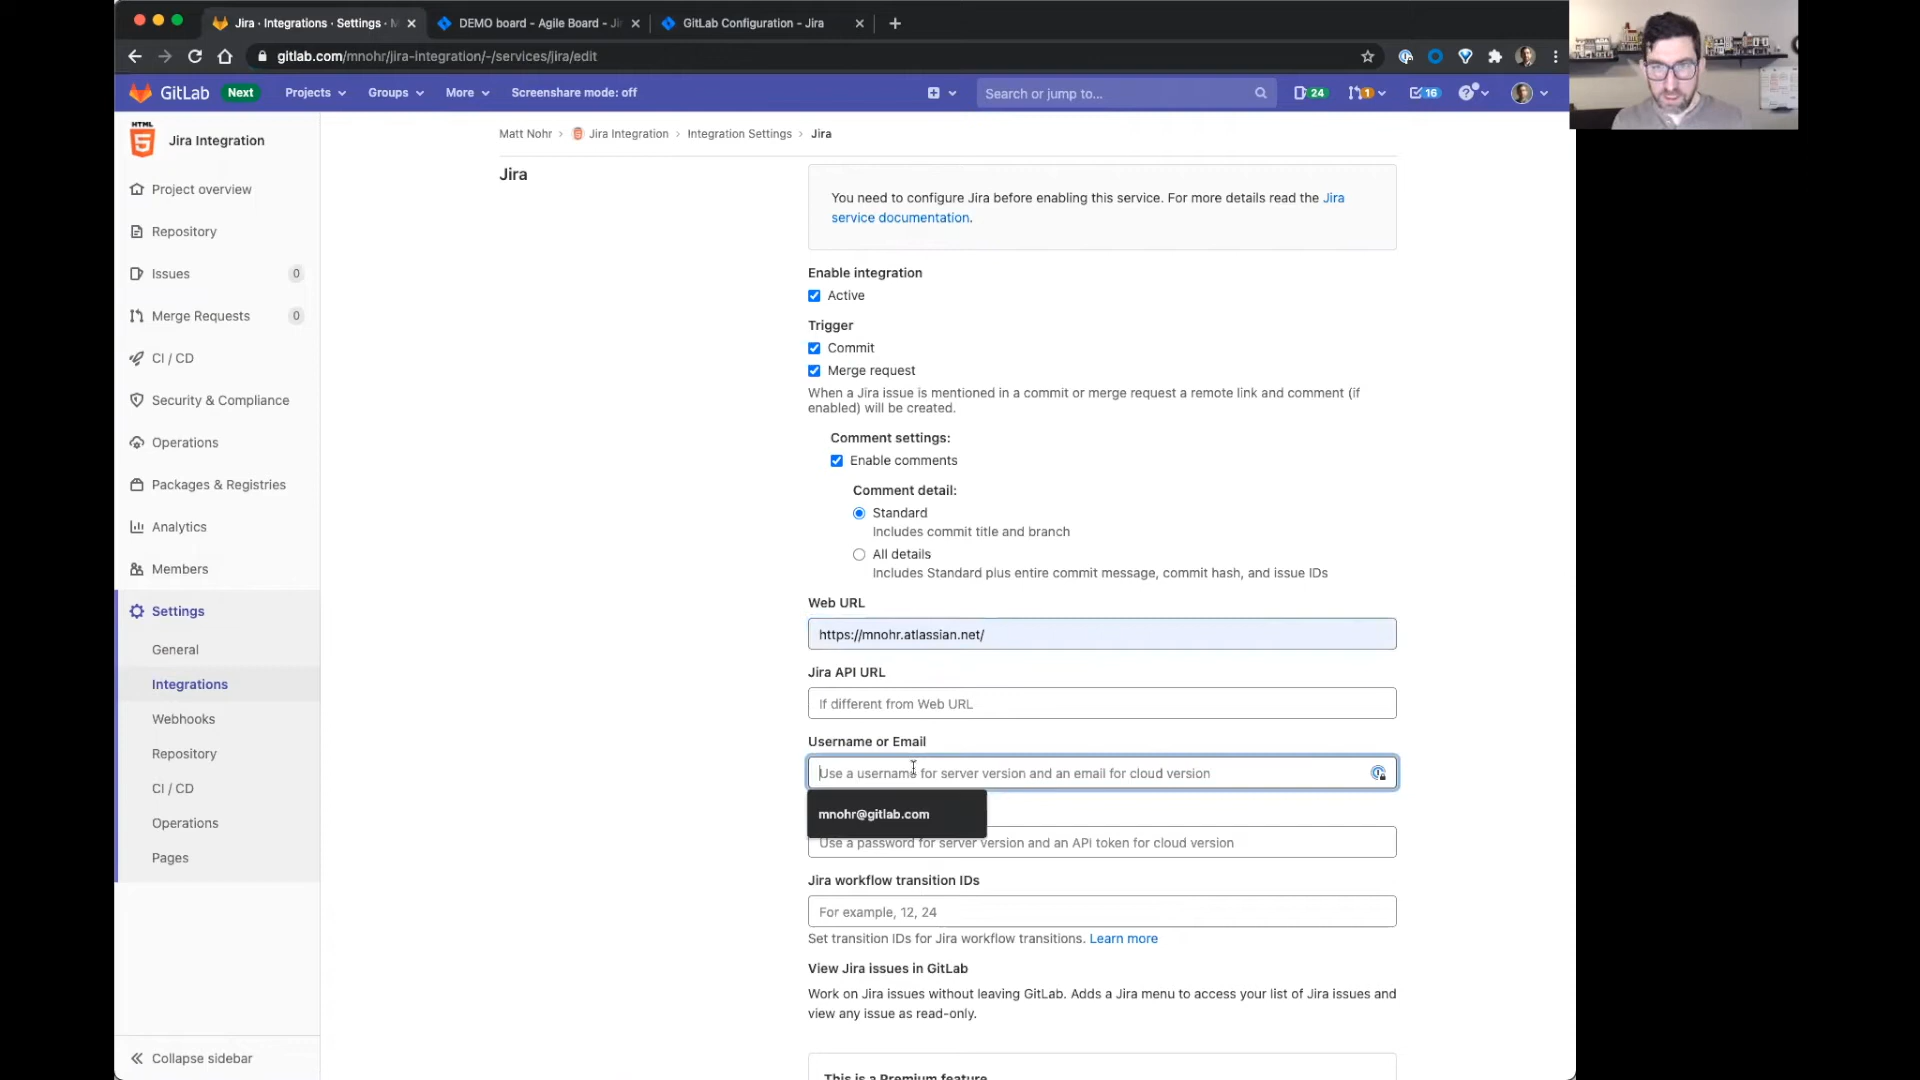 Jira · Integrations · Settings ·
DEMO board - Agile Board - Ji
GitLab Configuration - Jira
gitlab.com/mnohr/jira-integration/-/services/jira/edit
GitLab Next Projects Groups More Screenshare mode: off Search or jump to... 24 1 16
HTML
Jira Integration
Project overview
Repository
Issues 0
Merge Requests 0
CI / CD
Security & Compliance
Operations
Packages & Registries
Analytics
Members
Settings
General
Integrations
Webhooks
Repository
CI / CD
Operations
Pages
Collapse sidebar
Matt Nohr › Jira Integration › Integration Settings › Jira
Jira
You need to configure Jira before enabling this service. For more details read the Jira
service documentation.
Enable integration
Active
Trigger
Commit
Merge request
When a Jira issue is mentioned in a commit or merge request a remote link and comment (if
enabled) will be created.
Comment settings:
Enable comments
Comment detail:
Standard
Includes commit title and branch
All details
Includes Standard plus entire commit message, commit hash, and issue IDs
Web URL
https://mnohr.atlassian.net/
Jira API URL
If different from Web URL
Username or Email
Use a username for server version and an email for cloud version
mnohr@gitlab.com
Use a password for server version and an API token for cloud version
Jira workflow transition IDs
For example, 12, 24
Set transition IDs for Jira workflow transitions. Learn more
View Jira issues in GitLab
Work on Jira issues without leaving GitLab. Adds a Jira menu to access your list of Jira issues and
view any issue as read-only.
This is a Premium feature